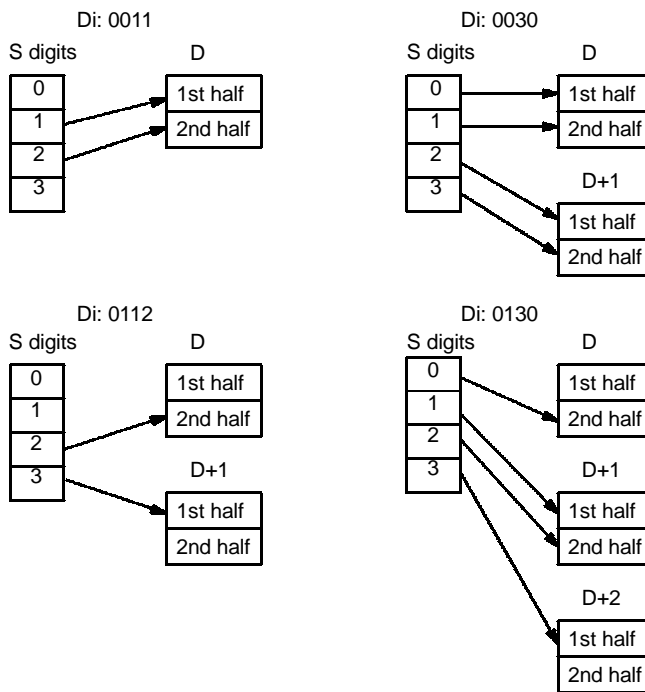 Di: 0011
S digits D
0
1
2
3
1st half
2nd half
Di: 0030
S digits D
0
1
2
3
1st half
2nd half
D+1
1st half
2nd half
Di: 0112
S digits D
0
1
2
3
1st half
2nd half
D+1
1st half
2nd half
Di: 0130
S digits D
0
1
2
3
1st half
2nd half
D+1
1st half
2nd half
D+2
1st half
2nd half